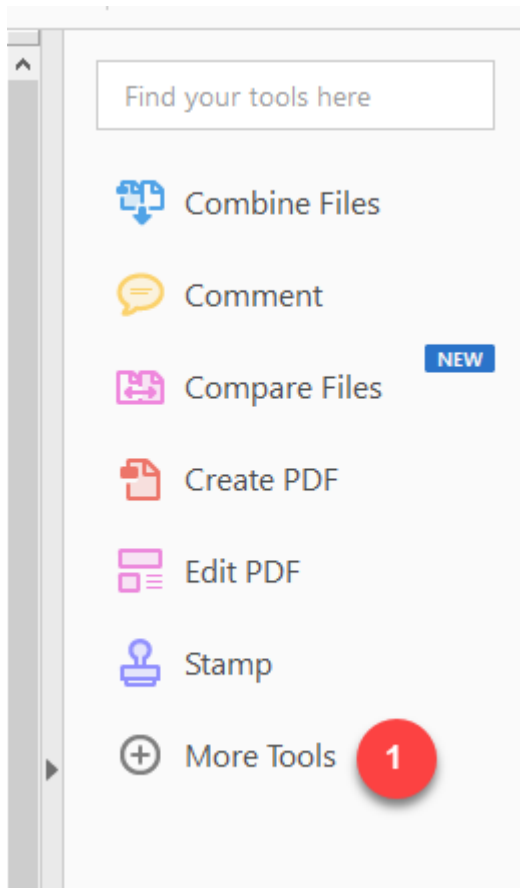 Find your tools here
Combine Files
Comment
NEW
Compare Files
Create PDF
Edit PDF
Stamp
More Tools 1